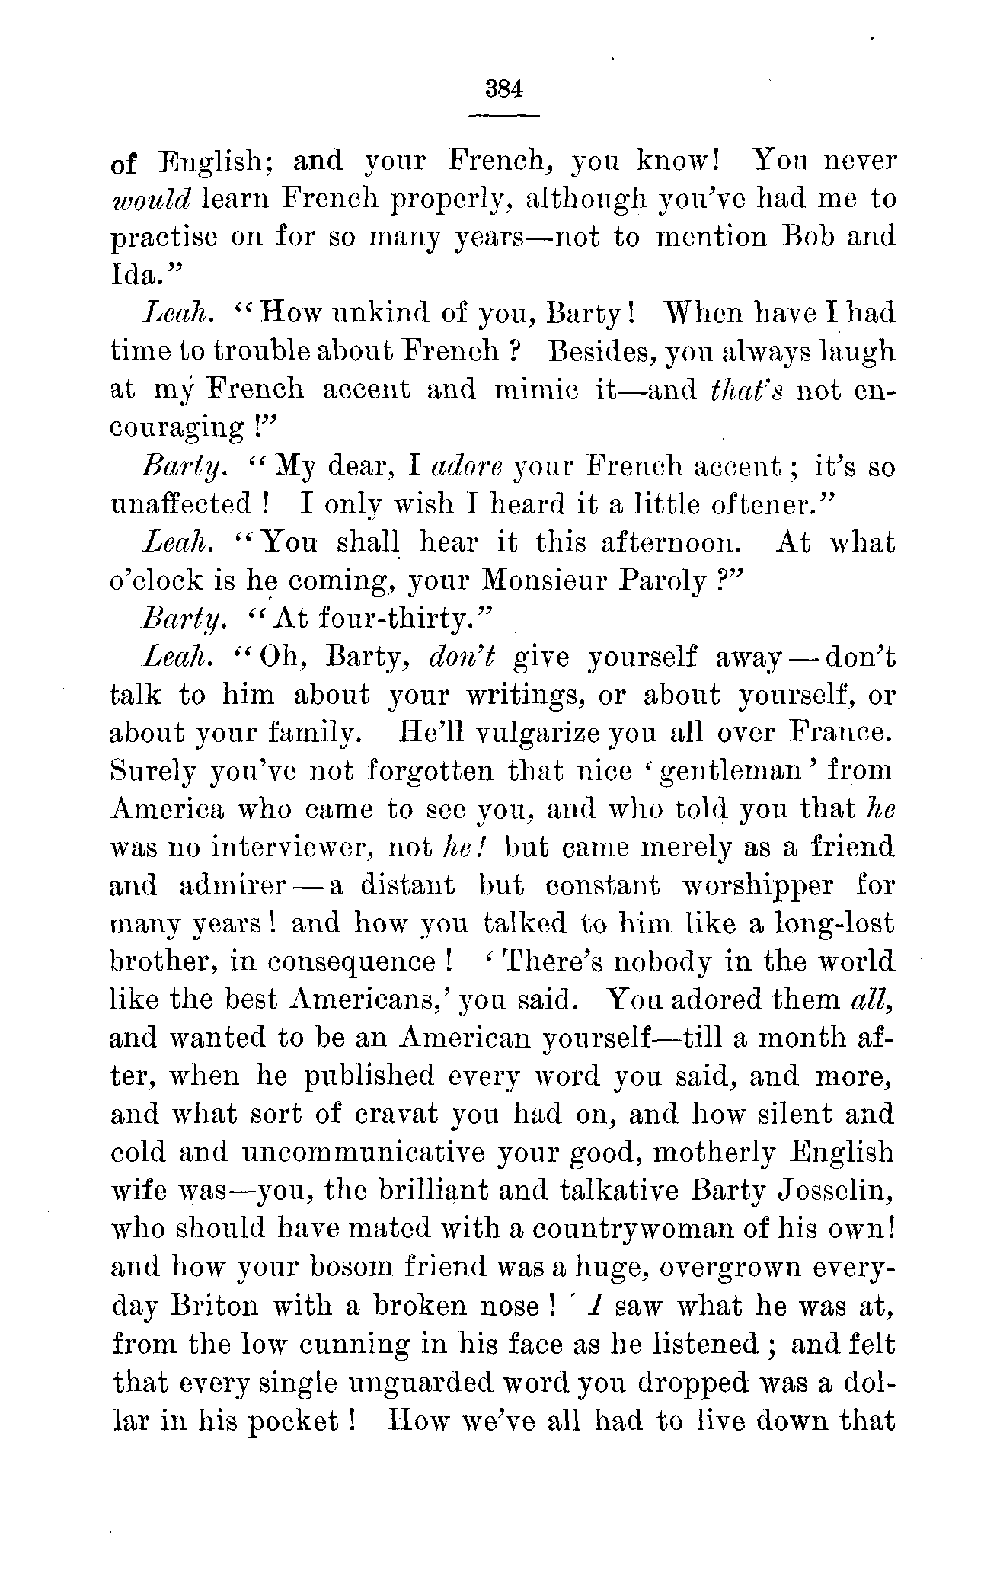 384
of English; and your French, you know! You never
would learn French properly, although you've had me to
practise on for so many years—not to mention Bob and
Ida."
Leah. "How unkind of you, Barty! When have I had
time to trouble about French? Besides, you always laugh
at my French accent and mimic it—and that's not en-
couraging!"
Barty. "My dear, I adore your French accent; it's so
unaffected! I only wish I heard it a little oftener."
Leah. "You shall hear it this afternoon. At what
o'clock is he coming, your Monsieur Paroly?"
Barty. "At four-thirty."
Leah. "Oh, Barty, don't give yourself away—don't
talk to him about your writings, or about yourself, or
about your family. He'll vulgarize you all over France.
Surely you've not forgotten that nice 'gentleman' from
America who came to see you, and who told you that he
was no interviewer, not he! but came merely as a friend
and admirer—a distant but constant worshipper for
many years! and how you talked to him like a long-lost
brother, in consequence! 'There's nobody in the world
like the best Americans,' you said. You adored them all,
and wanted to be an American yourself—till a month af-
ter, when he published every word you said, and more,
and what sort of cravat you had on, and how silent and
cold and uncommunicative your good, motherly English
wife was—you, the brilliant and talkative Barty Josselin,
who should have mated with a countrywoman of his own!
and how your bosom friend was a huge, overgrown every-
day Briton with a broken nose! I saw what he was at,
from the low cunning in his face as he listened; and felt
that every single unguarded word you dropped was a dol-
lar in his pocket! How we've all had to live down that